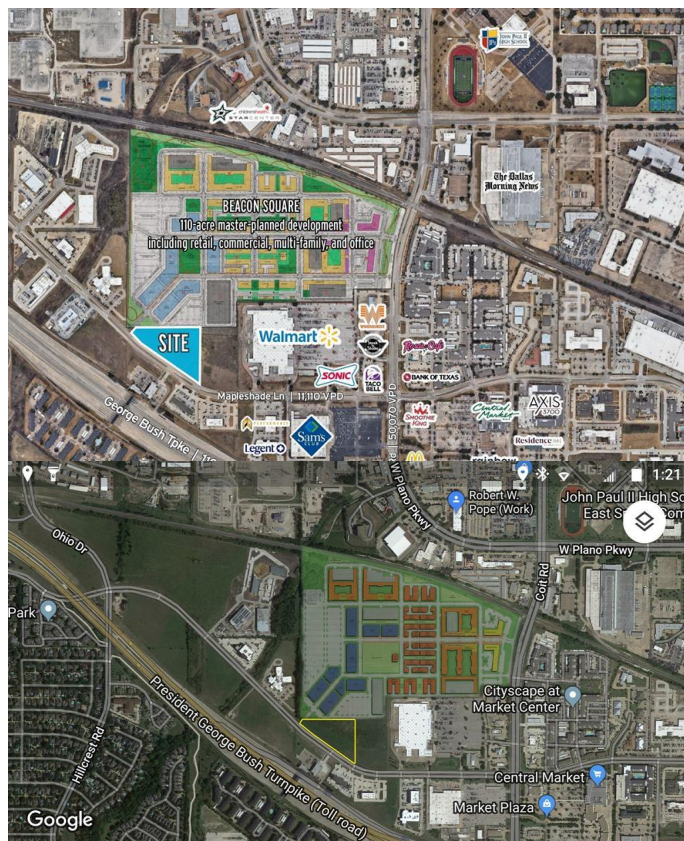 JOHN PAUL II
HIGH SCHOOL
childrenshealth
STARCENTER
The Dallas
Morning News
BEACON SQUARE
110-acre master-planned development
including retail, commercial, multi-family, and office
Walmart
SITE
SONIC
TACO
BELL
BANK OF TEXAS
Mapleshade Ln | 11,110 VPD
SMOOTHIE
KING
Central
Market
AXIS
3700
Residence
George Bush Tpke
Legent
Sam's
CLUB
50,070 VPD
1:21
Robert W.
Pope (Work)
John Paul II High Sc
East S
W Plano Pkwy
W Plano Pkwy
Ohio Dr
Coit Rd
Park
Cityscape at
Market Center
President George Bush Turnpike (Toll road)
Hillcrest Rd
Central Market
Market Plaza
Google